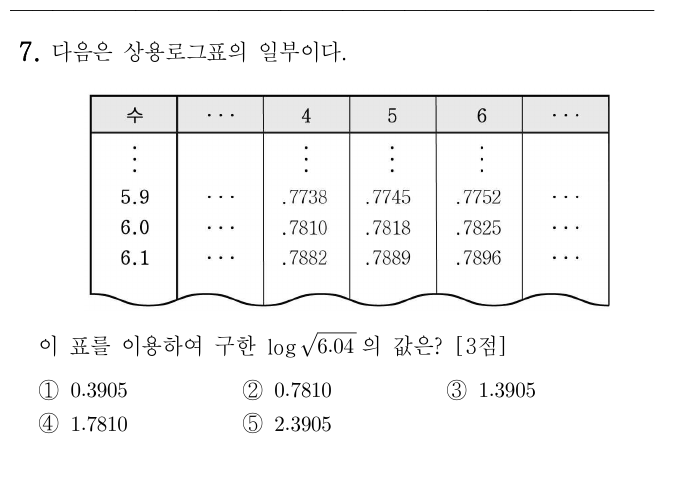 7. 다음은 상용로그표의 일부이다.
수 ··· 4 5 6 ···
⋮ ⋮ ⋮ ⋮
5.9 ··· .7738 .7745 .7752 ···
6.0 ··· .7810 .7818 .7825 ···
6.1 ··· .7882 .7889 .7896 ···
이 표를 이용하여 구한 log√6.04 의 값은? [3점]
① 0.3905 ② 0.7810 ③ 1.3905
④ 1.7810 ⑤ 2.3905